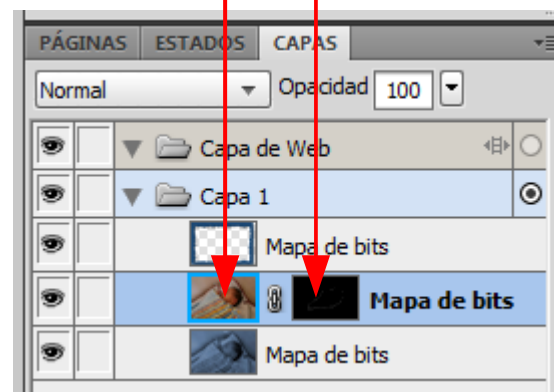 PÁGINAS ESTADOS CAPAS
Normal Opacidad 100
Capa de Web
Capa 1
Mapa de bits
Mapa de bits
Mapa de bits